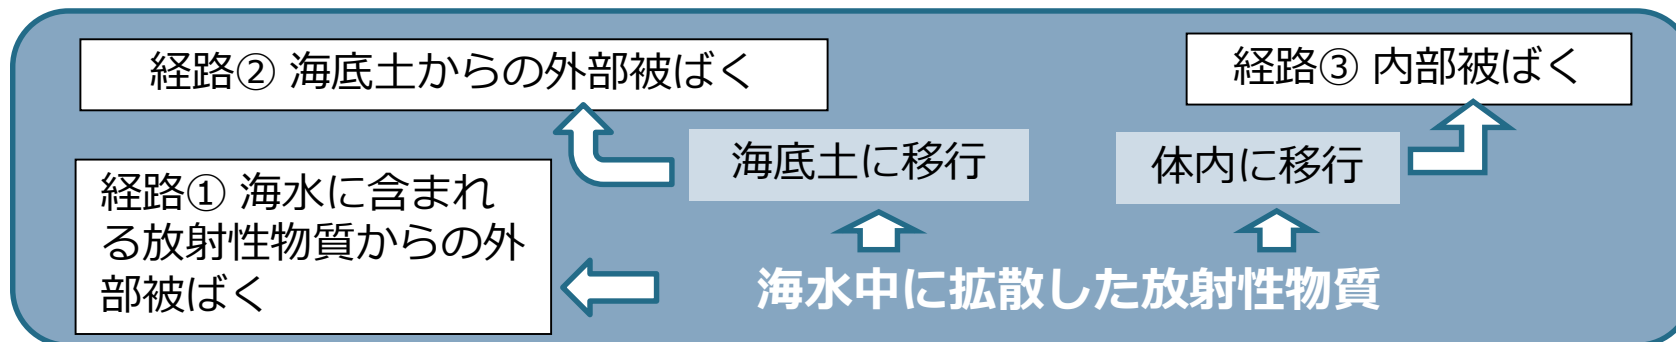 経路② 海底土からの外部被ばく
経路③ 内部被ばく
海底土に移行
体内に移行
経路① 海水に含まれ
る放射性物質からの外
部被ばく
海水中に拡散した放射性物質